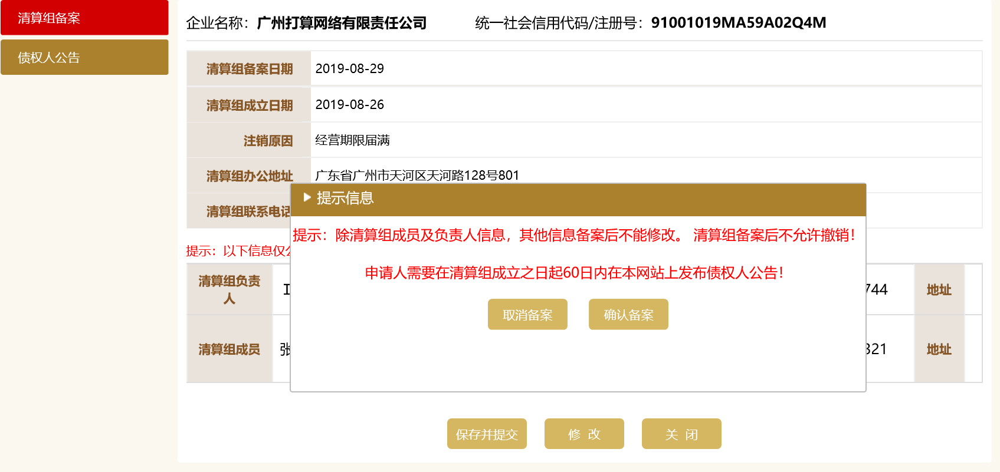 清算组备案
债权人公告
企业名称：广州打算网络有限责任公司 统一社会信用代码/注册号：91001019MA59A02Q4M
清算组备案日期 2019-08-29
清算组成立日期 2019-08-26
注销原因 经营期限届满
清算组办公地址 广东省广州市天河区天河路128号801
清算组联系电话
提示信息
提示：除清算组成员及负责人信息，其他信息备案后不能修改。 清算组备案后不允许撤销！
提示：以下信息仅公
申请人需要在清算组成立之日起60日内在本网站上发布债权人公告！
清算组负责人 744 地址
取消备案 确认备案
清算组成员 张 321 地址
保存并提交 修 改 关 闭